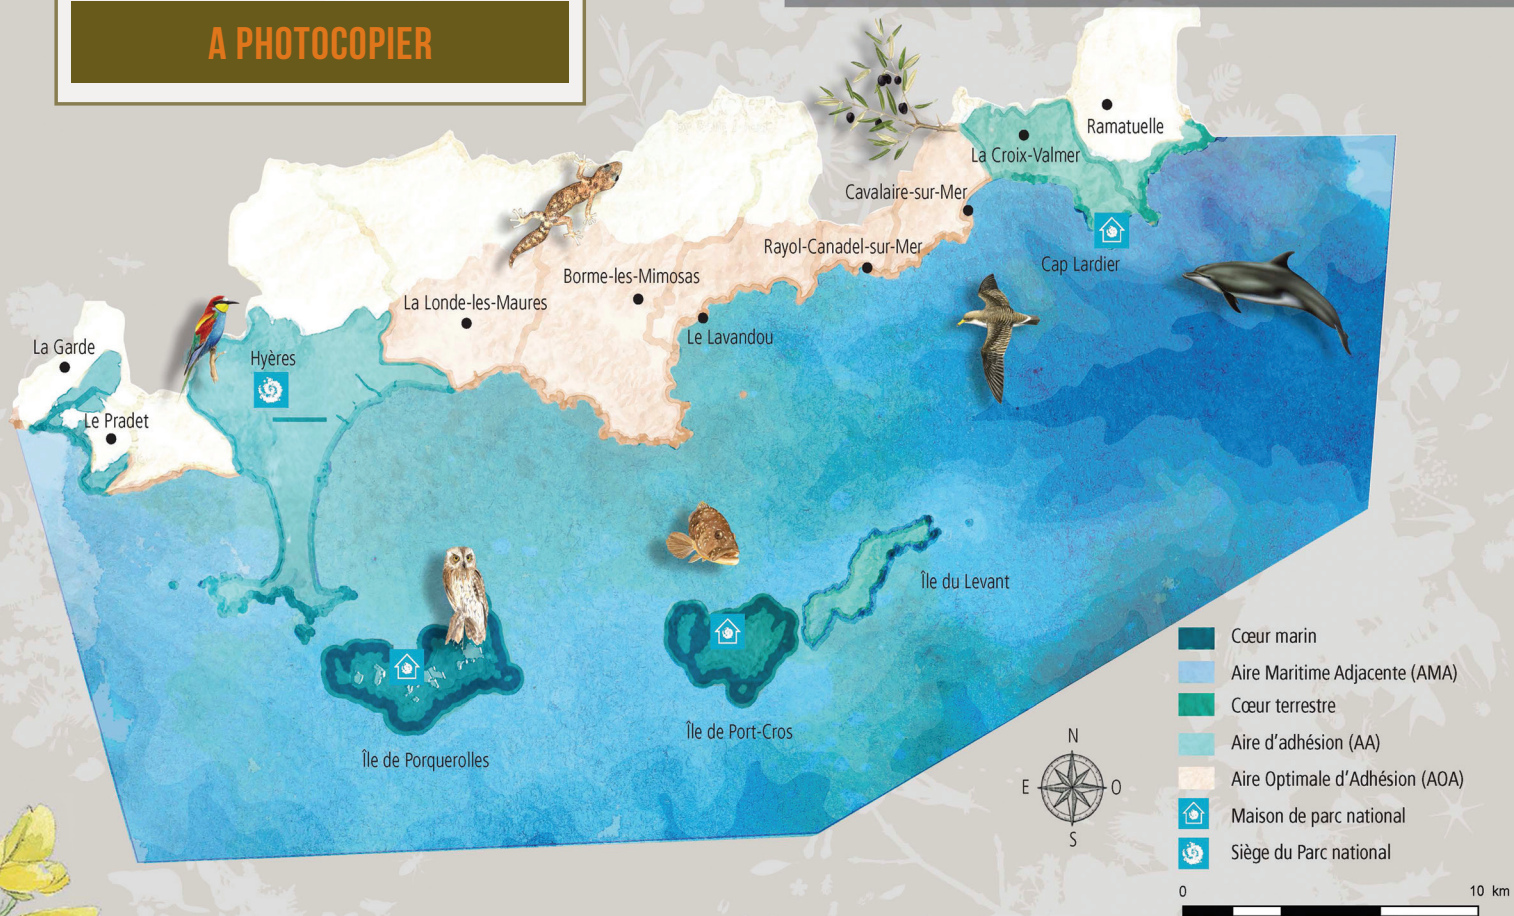 A PHOTOCOPIER
Ramatuelle
La Croix-Valmer
Cavalaire-sur-Mer
Rayol-Canadel-sur-Mer
Cap Lardier
Borme-les-Mimosas
La Londe-les-Maures
Le Lavandou
La Garde
Hyères
Le Pradet
Île du Levant
Île de Port-Cros
Île de Porquerolles
N
E O
S
Cœur marin
Aire Maritime Adjacente (AMA)
Cœur terrestre
Aire d'adhésion (AA)
Aire Optimale d'Adhésion (AOA)
Maison de parc national
Siège du Parc national
0 10 km